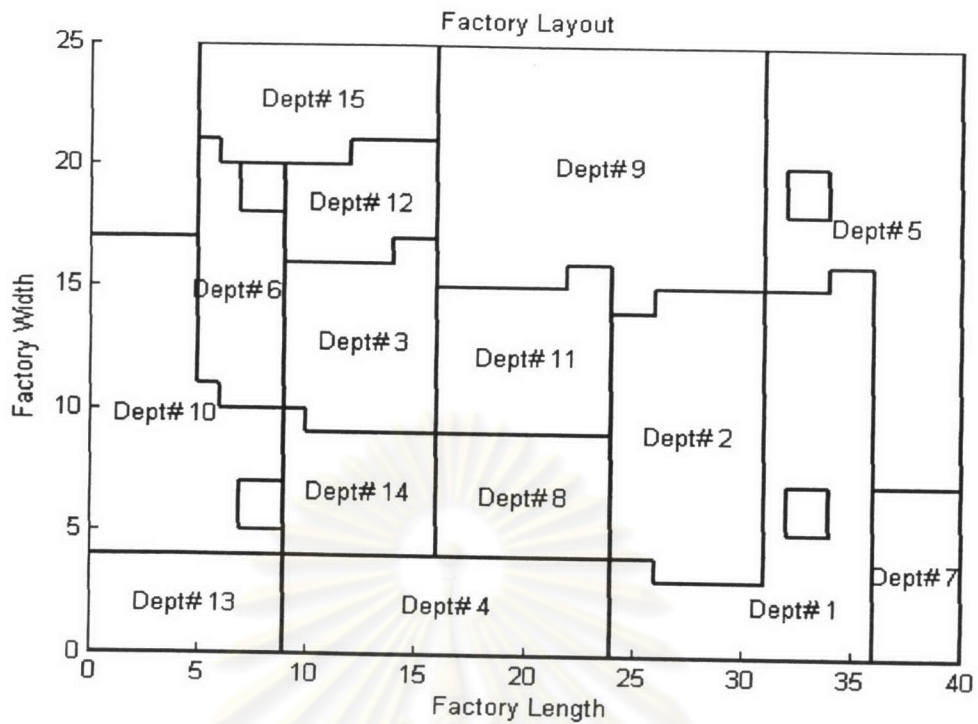 Factory Layout
25
Dept# 15
20
Dept# 9
Dept# 12
Dept# 5
15
Dept# 6
Dept# 3
Dept# 11
Factory Width
10
Dept# 10
Dept# 2
Dept# 14
Dept# 8
5
Dept# 7
Dept# 13
Dept# 4
Dept# 1
0
0 5 10 15 20 25 30 35 40
Factory Length